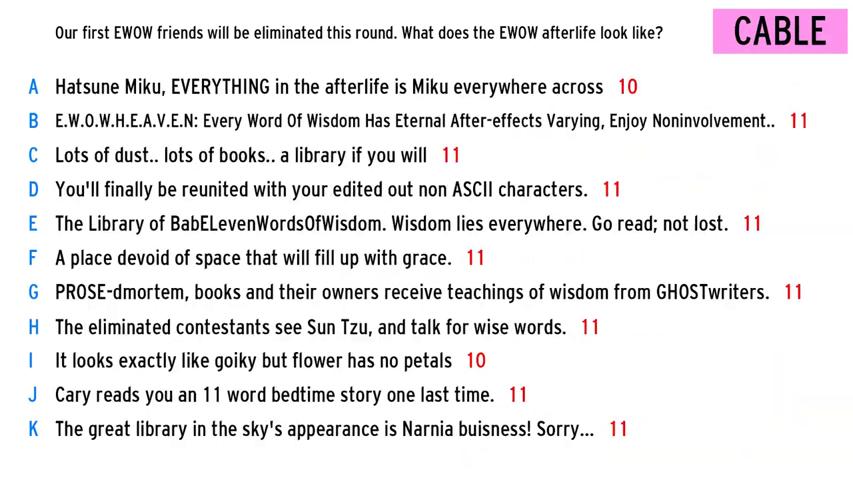 Our first EWOW friends will be eliminated this round. What does the EWOW afterlife look like?
CABLE
A Hatsune Miku, EVERYTHING in the afterlife is Miku everywhere across 10
B E.W.O.W.H.E.A.V.E.N: Every Word Of Wisdom Has Eternal After-effects Varying, Enjoy Noninvolvement.. 11
C Lots of dust.. lots of books.. a library if you will 11
D You'll finally be reunited with your edited out non ASCII characters. 11
E The Library of BabELevenWordsOfWisdom. Wisdom lies everywhere. Go read; not lost. 11
F A place devoid of space that will fill up with grace. 11
G PROSE-dmortem, books and their owners receive teachings of wisdom from GHOSTwriters. 11
H The eliminated contestants see Sun Tzu, and talk for wise words. 11
I It looks exactly like goiky but flower has no petals 10
J Cary reads you an 11 word bedtime story one last time. 11
K The great library in the sky's appearance is Narnia buisness! Sorry... 11